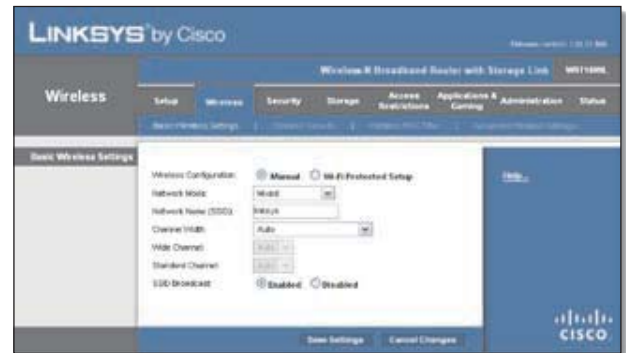 LINKSYS by Cisco
Wireless-N Broadband Router with Storage Link
Wireless
Setup Wireless Security Storage Access Restrictions Applications & Gaming Administration Status
Basic Wireless Settings
Basic Wireless Settings
Wireless Configuration: Manual Wi-Fi Protected Setup
Help...
Network Mode: Mixed
Network Name (SSID): linksys
Channel Width: Auto
Wide Channel: Auto
Standard Channel: Auto
SSID Broadcast: Enabled Disabled
Save Settings Cancel Changes
CISCO